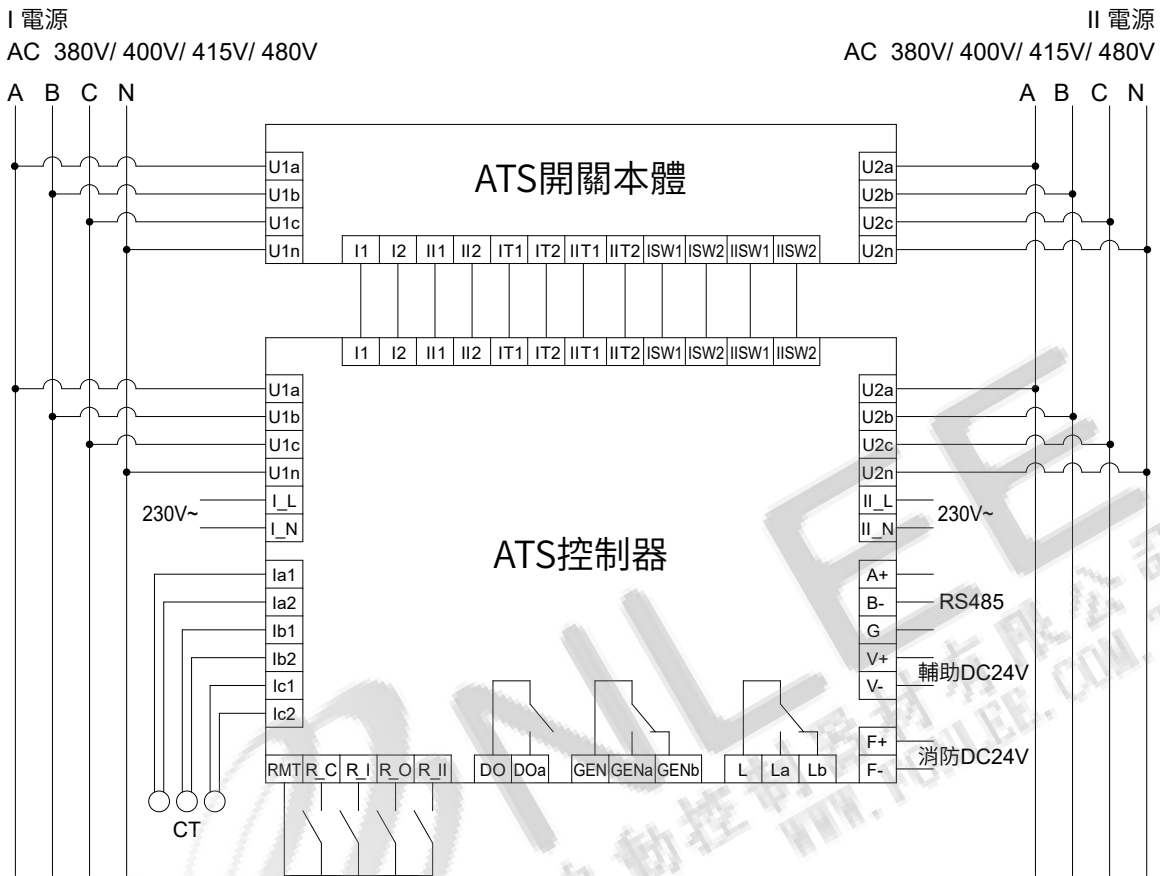 I 電源
II 電源
AC 380V/ 400V/ 415V/ 480V
AC 380V/ 400V/ 415V/ 480V
A B C N
A B C N
ATS開關本體
U1a
U1b
U1c
U1n
U2a
U2b
U2c
U2n
I1 I2 II1 II2 IT1 IT2 IIT1 IIT2 ISW1 ISW2 IISW1 IISW2
I1 I2 II1 II2 IT1 IT2 IIT1 IIT2 ISW1 ISW2 IISW1 IISW2
U1a
U1b
U1c
U1n
I_L
I_N
230V~
U2a
U2b
U2c
U2n
II_L
II_N
230V~
ATS控制器
Ia1
Ia2
Ib1
Ib2
Ic1
Ic2
CT
A+
B-
G
RS485
V+
V-
輔助DC24V
F+
F-
消防DC24V
RMT R_C R_I R_O R_II
DO DOa
GEN GENa GENb
L La Lb
NLEE